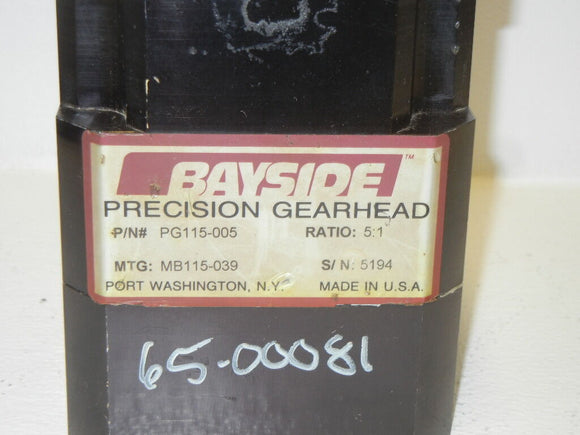 BAYSIDE™
PRECISION GEARHEAD
P/N# PG115-005 RATIO: 5:1
MTG: MB115-039 S/N: 5194
PORT WASHINGTON, N.Y. MADE IN U.S.A.
65-00081